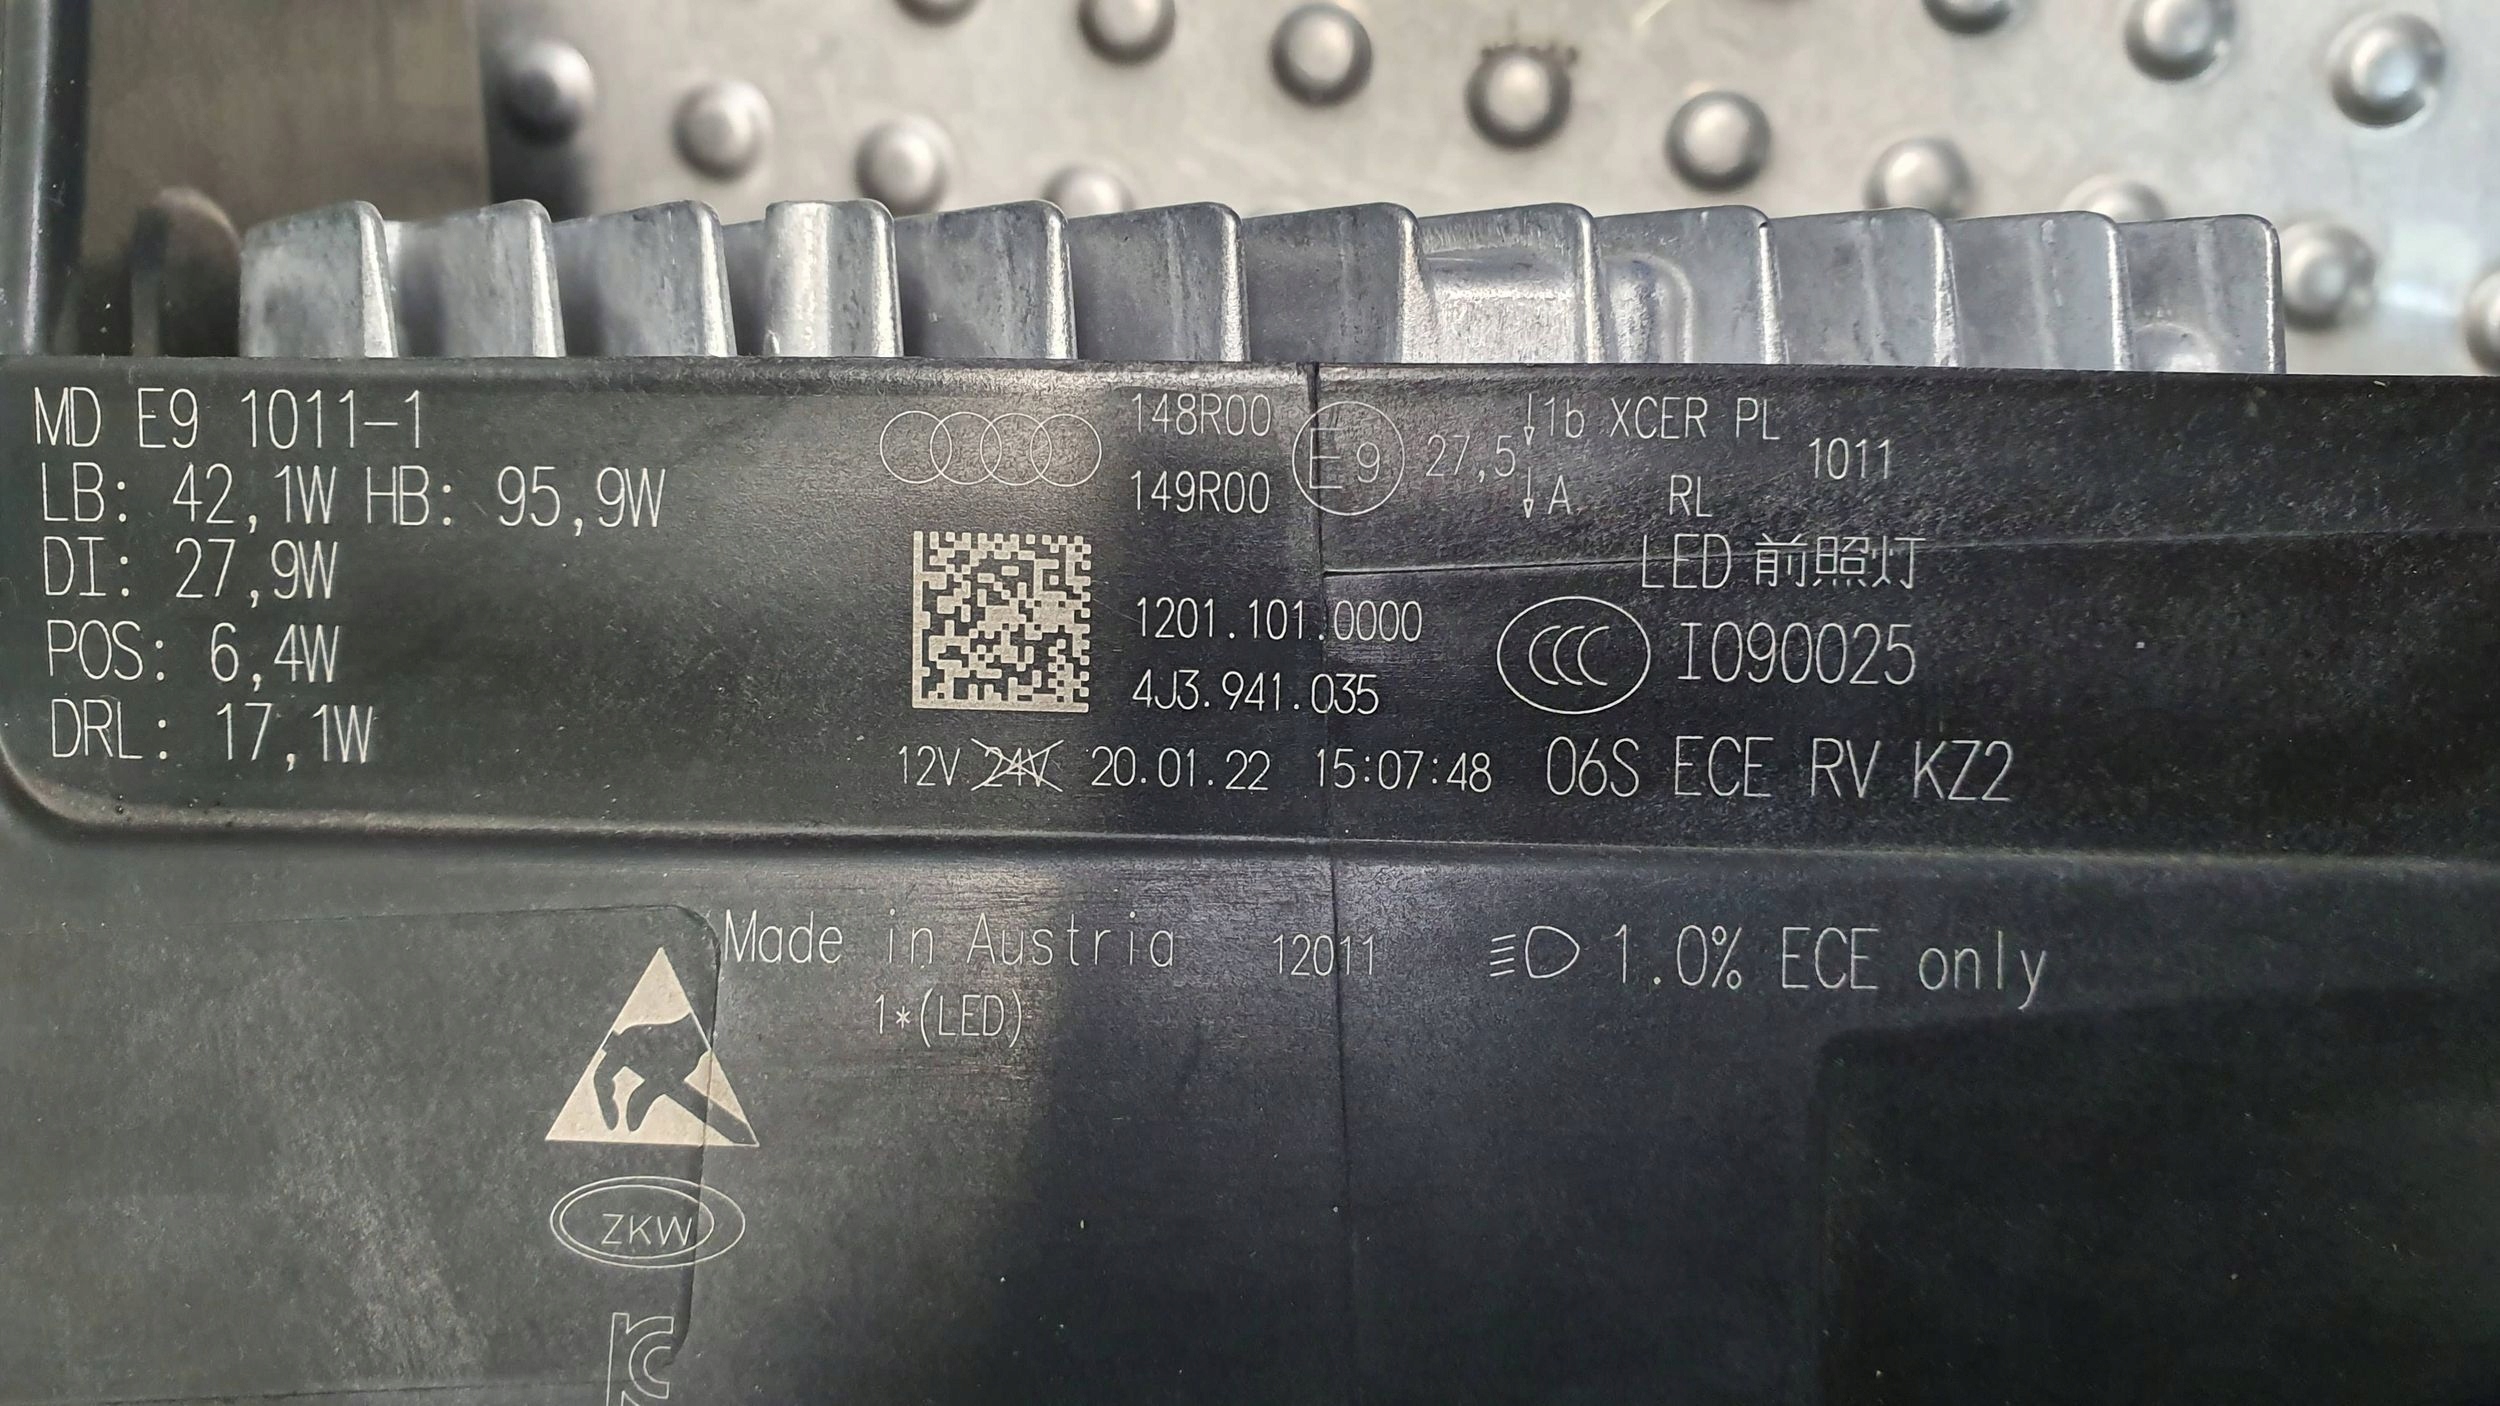 MD E9 1011-1
LB: 42,1W HB: 95,9W
DI: 27,9W
POS: 6,4W
DRL: 17,1W
148R00
149R00
E9
27,5
↓1b XCER PL
↓A RL
1011
LED 前照灯
1201.101.0000
4J3.941.035
CCC
I090025
12V 24V 20.01.22 15:07:48
06S ECE RV KZ2
Made in Austria
12011
1*(LED)
1.0% ECE only
ZKW